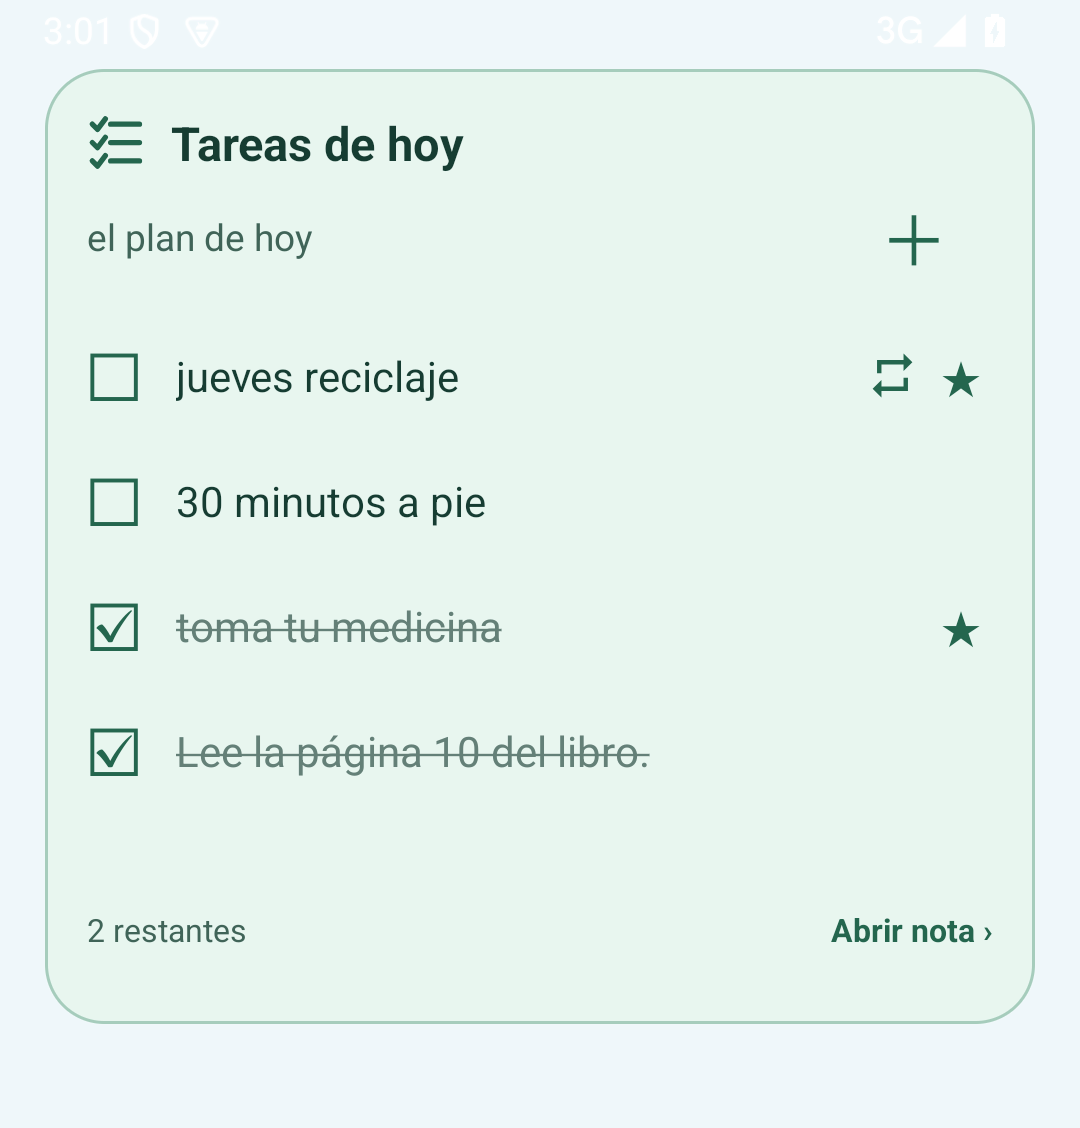 3:01 3G
Tareas de hoy
el plan de hoy
jueves reciclaje
30 minutos a pie
toma tu medicina
Lee la página 10 del libro.
2 restantes
Abrir nota ›